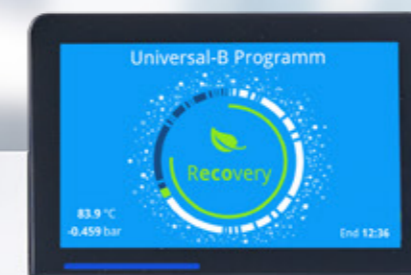 Universal-B Programm
Recovery
83.9 °C
-0.459 bar
End 12:36